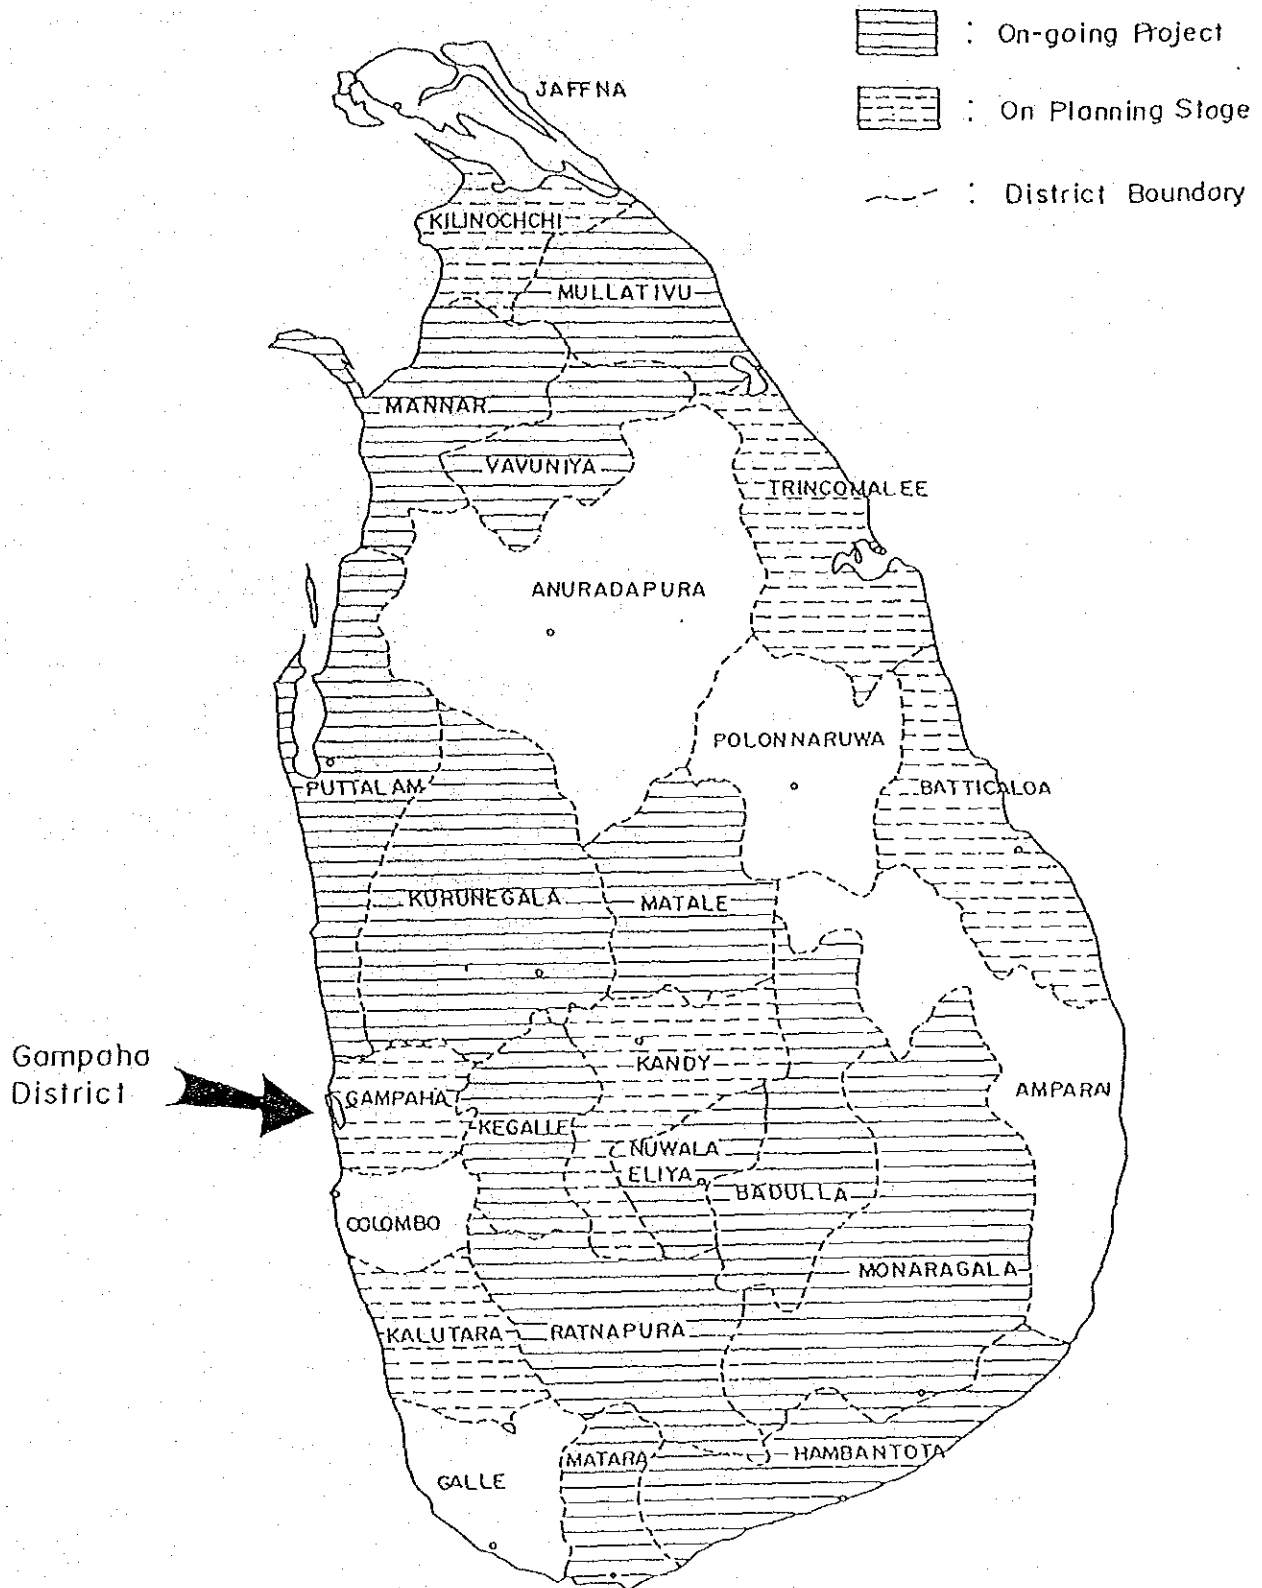 : On-going Project
: On Planning Stage
: District Boundary
JAFFNA
KILINOCHCHI
MULLATIVU
MANNAR
VAVUNIYA
TRINCOMALEE
ANURADAPURA
POLONNARUWA
PUTTALAM
BATTICALOA
KURUNEGALA
MATALE
Gampaha
District
KANDY
GAMPAHA
AMPARAI
KEGALLE
NUWALA
ELIYA
BADULLA
COLOMBO
MONARAGALA
KALUTARA
RATNAPURA
HAMBANTOTA
MATARA
GALLE